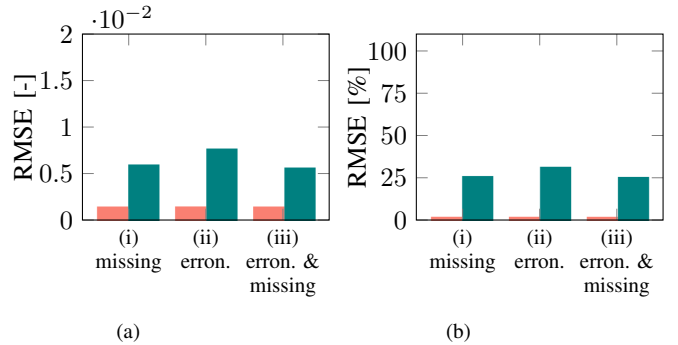 ·10−2
2
1.5
1
0.5
0
RMSE [-]
(i)
missing
(ii)
erron.
(iii)
erron. &
missing
(a)
100
75
50
25
0
RMSE [%]
(i)
missing
(ii)
erron.
(iii)
erron. &
missing
(b)